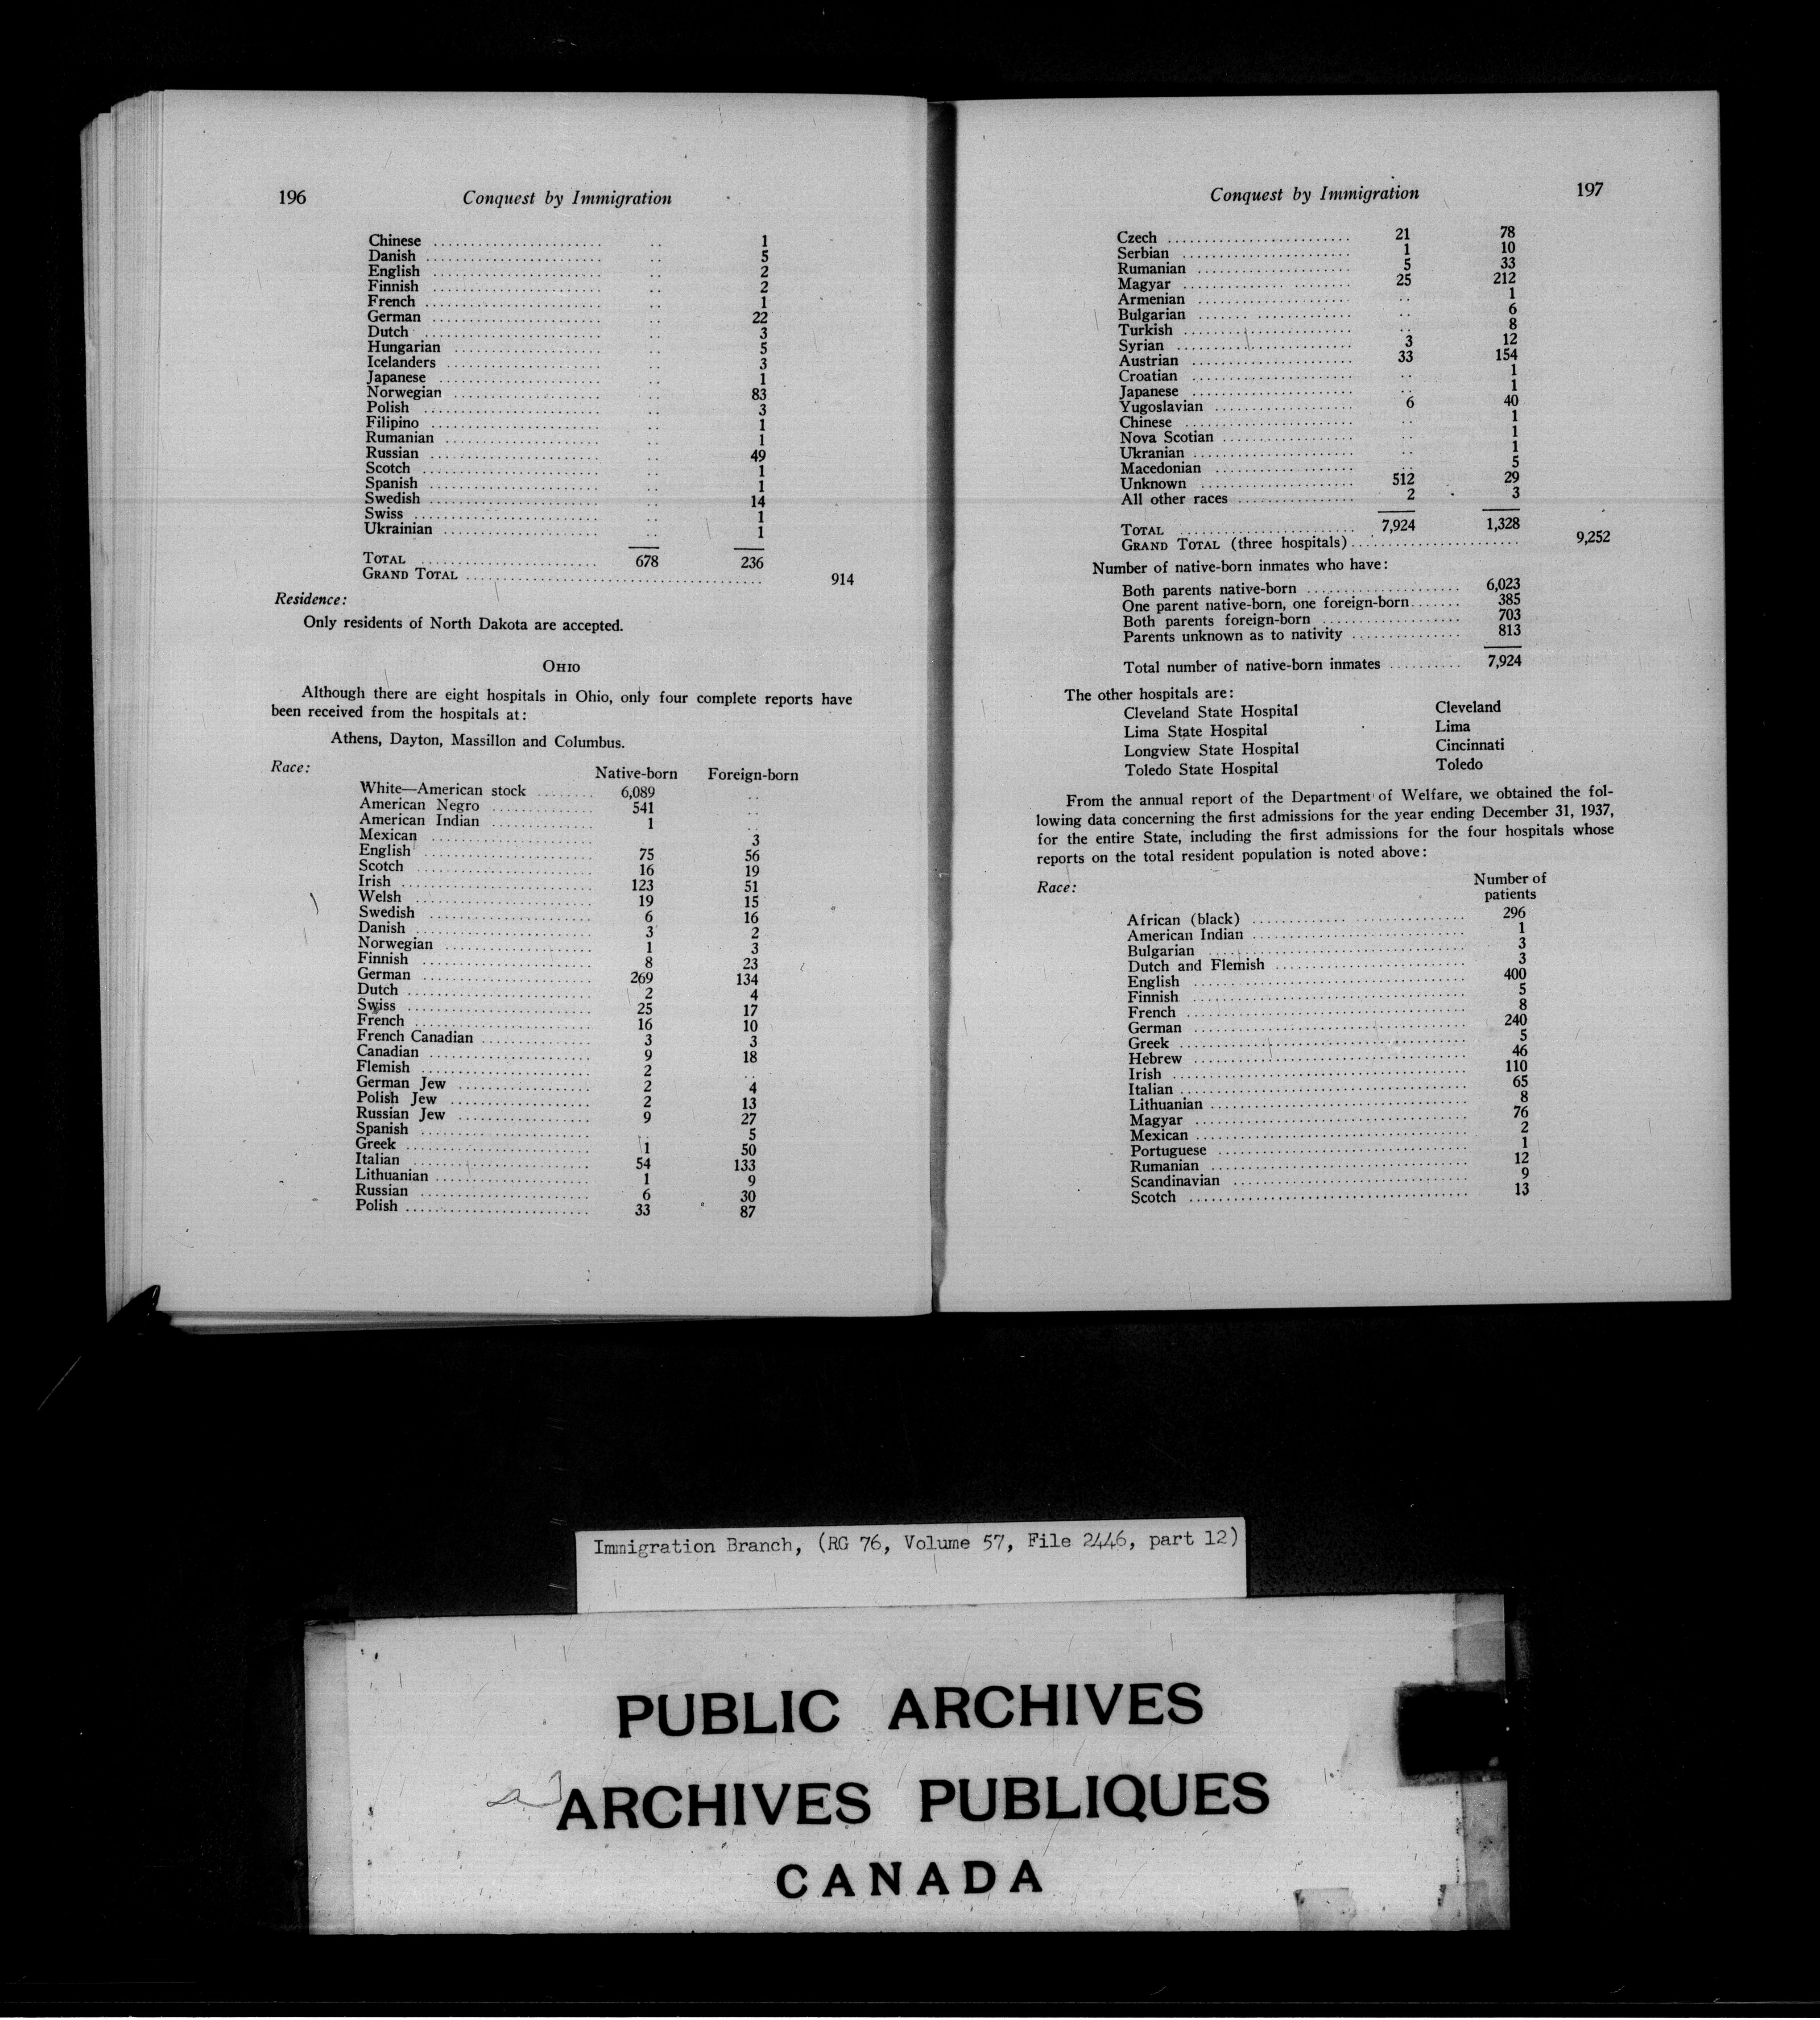 196 Conquest by Immigration
Chinese ........................ .. 1
Danish ........................ .. 5
English ........................ .. 2
Finnish ........................ .. 2
French ........................ .. 1
German ........................ .. 22
Dutch ........................ .. 3
Hungarian ........................ .. 5
Icelanders ........................ .. 3
Japanese ........................ .. 1
Norwegian ........................ .. 83
Polish ........................ .. 3
Filipino ........................ .. 1
Rumanian ........................ .. 1
Russian ........................ .. 49
Scotch ........................ .. 1
Spanish ........................ .. 1
Swedish ........................ .. 14
Swiss ........................ .. 1
Ukrainian ........................ .. 1
TOTAL ........................ 678 236
GRAND TOTAL ........................ 914
Residence:
Only residents of North Dakota are accepted.
OHIO
Although there are eight hospitals in Ohio, only four complete reports have
been received from the hospitals at:
Athens, Dayton, Massillon and Columbus.
Race: Native-born Foreign-born
White—American stock ........ 6,089 ..
American Negro .............. 541 ..
American Indian .............. 1 ..
Mexican ........................ .. 3
English ........................ 75 56
Scotch ........................ 16 19
Irish ........................ 123 51
Welsh ........................ 19 15
Swedish ........................ 6 16
Danish ........................ 3 2
Norwegian ........................ 1 3
Finnish ........................ 8 23
German ........................ 269 134
Dutch ........................ 2 4
Swiss ........................ 25 17
French ........................ 16 10
French Canadian ............... 3 3
Canadian ........................ 9 18
Flemish ........................ 2 ..
German Jew ................... 2 4
Polish Jew ................... 2 13
Russian Jew ................... 9 27
Spanish ........................ .. 5
Greek ........................ 1 50
Italian ........................ 54 133
Lithuanian ........................ 1 9
Russian ........................ 6 30
Polish ........................ 33 87
Conquest by Immigration 197
Czech ........................ 21 78
Serbian ........................ 1 10
Rumanian ........................ 5 33
Magyar ........................ 25 212
Armenian ........................ .. 1
Bulgarian ........................ .. 6
Turkish ........................ .. 8
Syrian ........................ 3 12
Austrian ........................ 33 154
Croatian ........................ .. 1
Japanese ........................ .. 1
Yugoslavian ........................ 6 40
Chinese ........................ .. 1
Nova Scotian ........................ .. 1
Ukranian ........................ .. 1
Macedonian ........................ .. 5
Unknown ........................ 512 29
All other races ................ 2 3
TOTAL ........................ 7,924 1,328
GRAND TOTAL (three hospitals) ........................ 9,252
Number of native-born inmates who have:
Both parents native-born ..................... 6,023
One parent native-born, one foreign-born....... 385
Both parents foreign-born ................... 703
Parents unknown as to nativity ............... 813
Total number of native-born inmates .......... 7,924
The other hospitals are:
Cleveland State Hospital Cleveland
Lima State Hospital Lima
Longview State Hospital Cincinnati
Toledo State Hospital Toledo
From the annual report of the Department of Welfare, we obtained the fol-
lowing data concerning the first admissions for the year ending December 31, 1937,
for the entire State, including the first admissions for the four hospitals whose
reports on the total resident population is noted above:
Race: Number of
patients
African (black) ............................ 296
American Indian ............................ 1
Bulgarian ............................ 3
Dutch and Flemish .......................... 3
English ............................ 400
Finnish ............................ 5
French ............................ 8
German ............................ 240
Greek ............................ 5
Hebrew ............................ 46
Irish ............................ 110
Italian ............................ 65
Lithuanian ............................ 8
Magyar ............................ 76
Mexican ............................ 2
Portuguese ............................ 1
Rumanian ............................ 12
Scandinavian ............................ 9
Scotch ............................ 13
Immigration Branch, (RG 76, Volume 57, File 2446, part 12)
PUBLIC ARCHIVES
ARCHIVES PUBLIQUES
CANADA